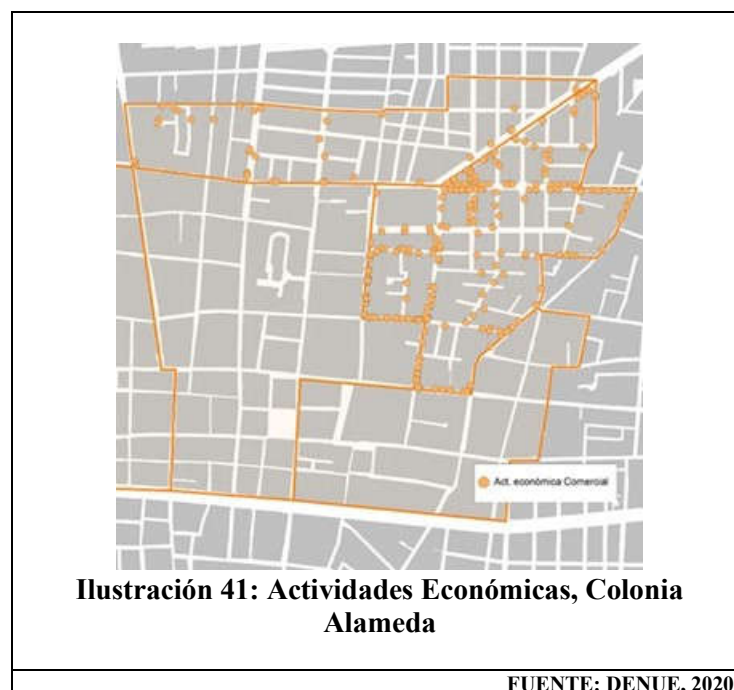 Act. económica Comercial
Ilustración 41: Actividades Económicas, Colonia
Alameda
FUENTE: DENUE, 2020